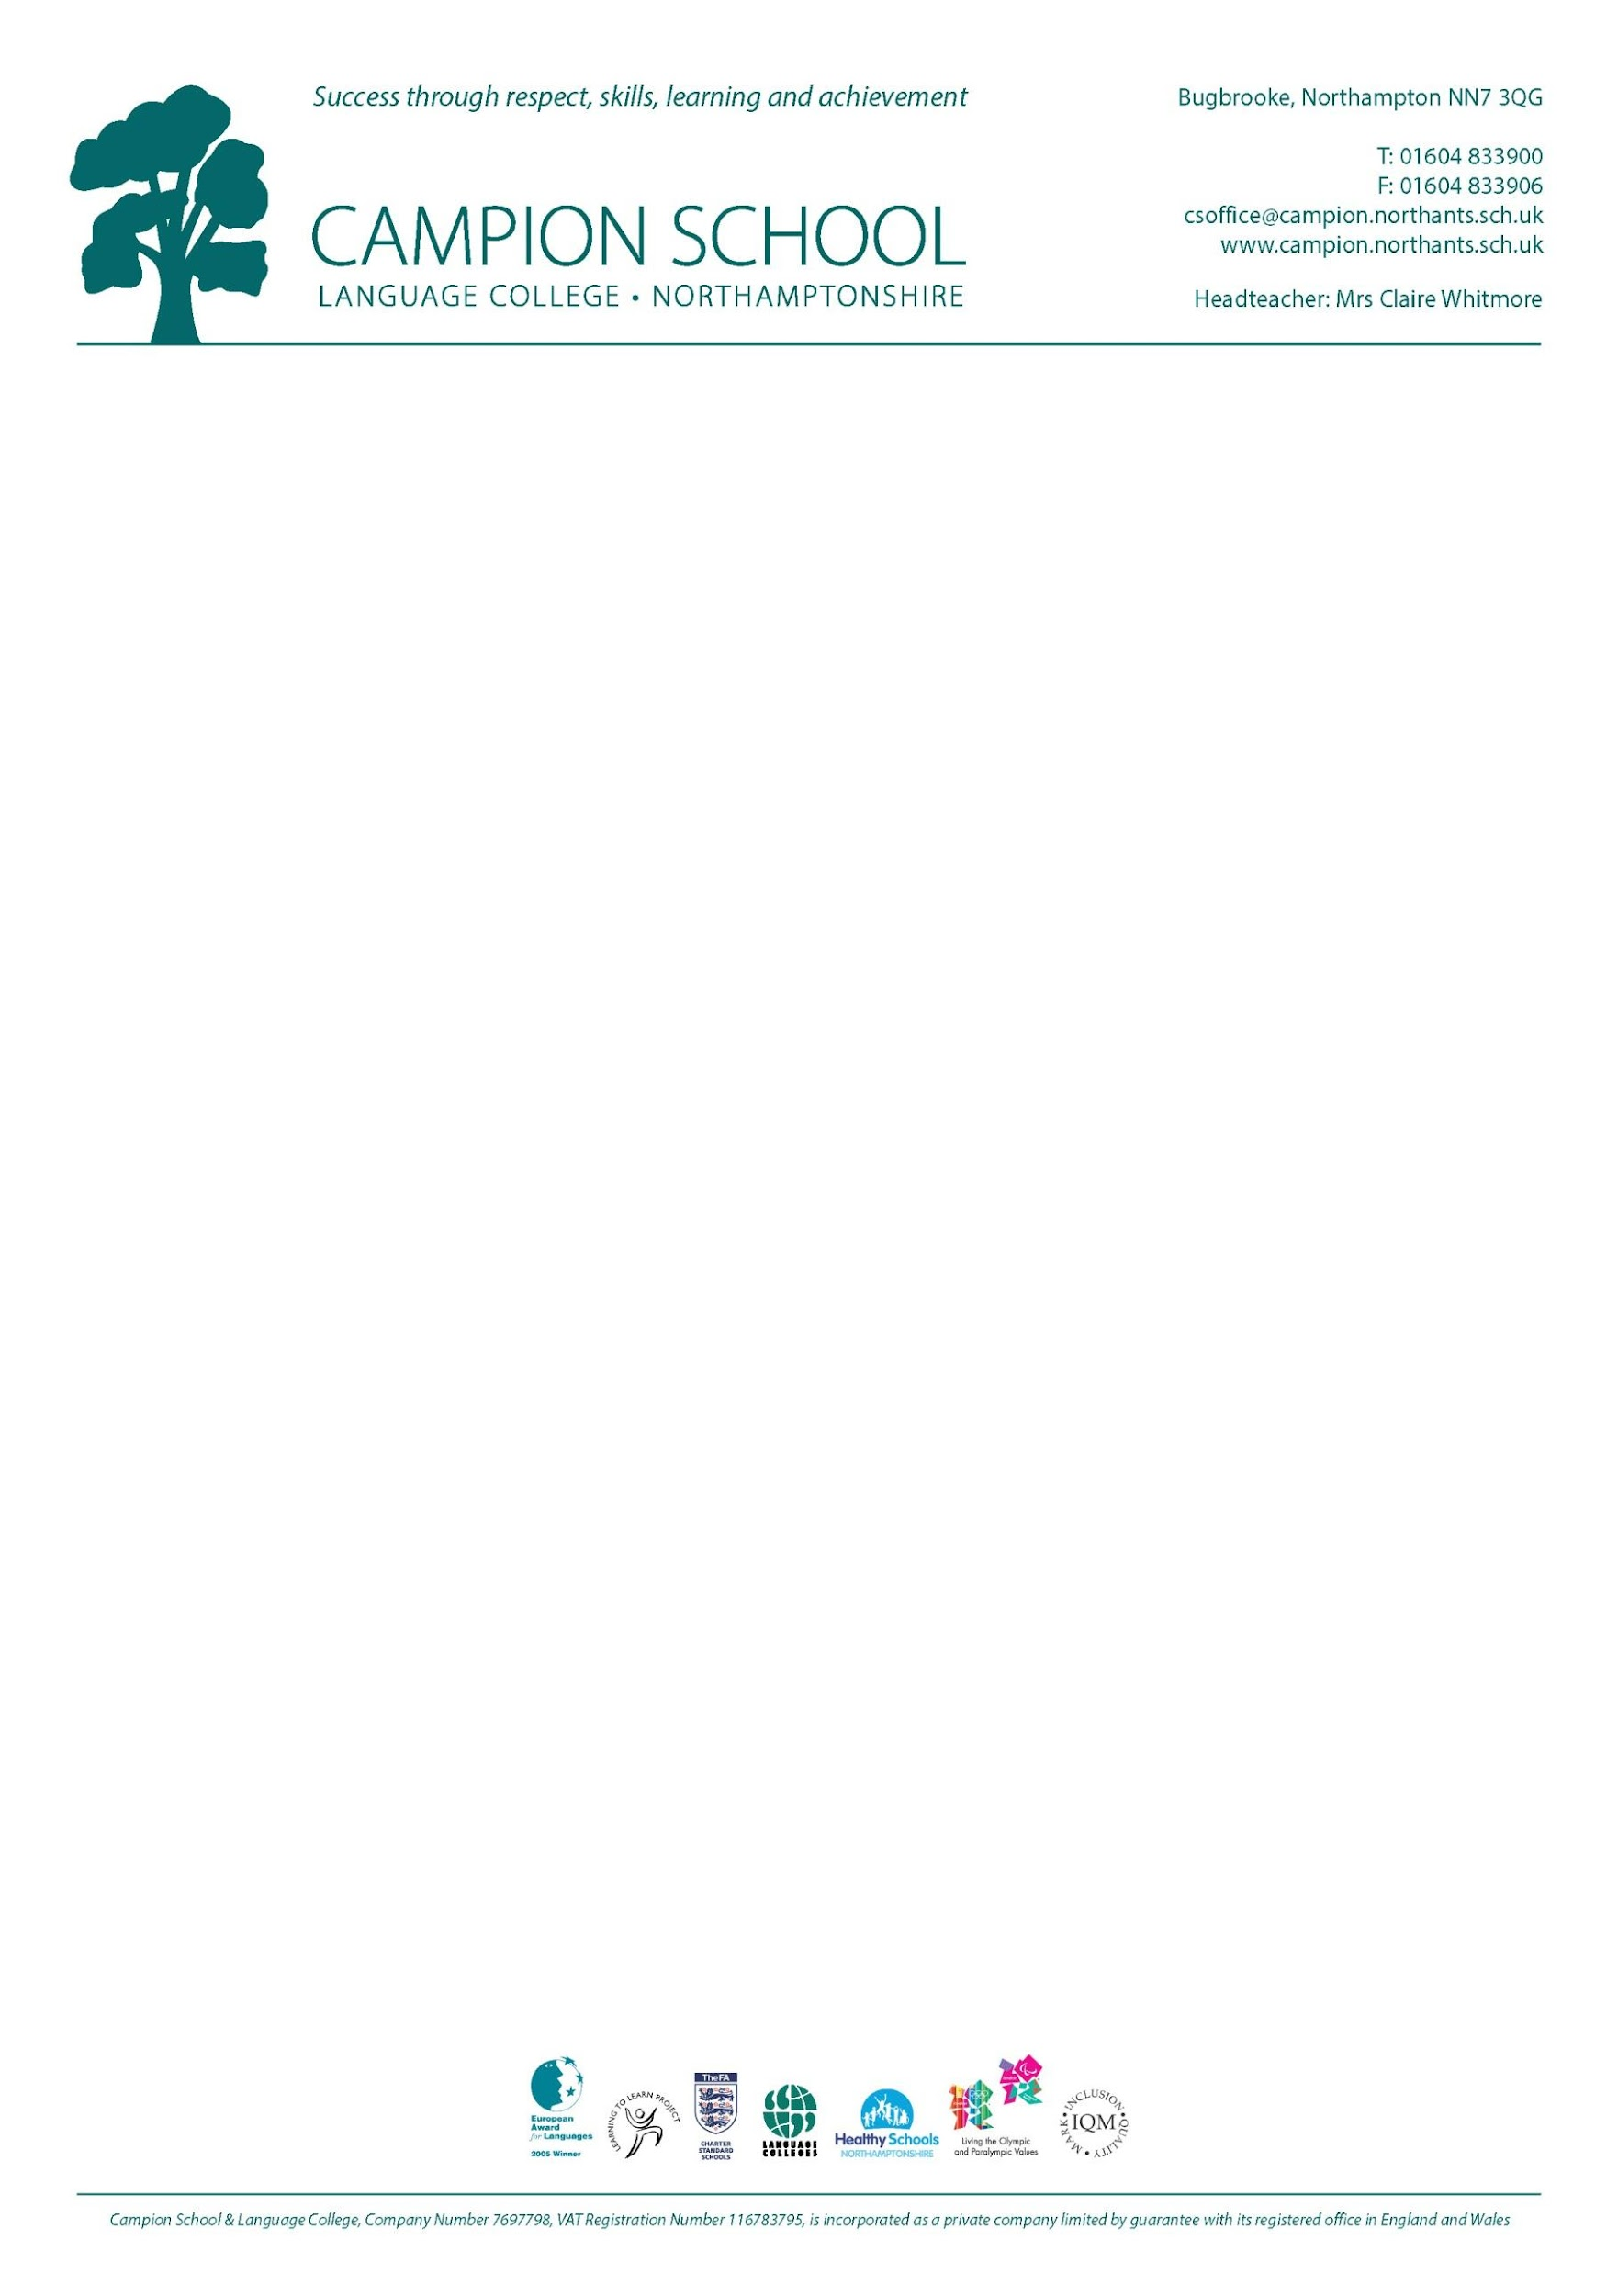 Success through respect, skills, learning and achievement
CAMPION SCHOOL
LANGUAGE COLLEGE • NORTHAMPTONSHIRE
Bugbrooke, Northampton NN7 3QG
T: 01604 833900
F: 01604 833906
csoffice@campion.northants.sch.uk
www.campion.northants.sch.uk
Headteacher: Mrs Claire Whitmore
European
Award
for Languages
2005 Winner
LEARNING TO LEARN PROJECT
The FA
CHARTER
STANDARD
SCHOOLS
LANGUAGE
COLLEGES
Healthy Schools
NORTHAMPTONSHIRE
Living the Olympic
and Paralympic Values
INCLUSION • QUALITY • MARK •
IQM
Campion School & Language College, Company Number 7697798, VAT Registration Number 116783795, is incorporated as a private company limited by guarantee with its registered office in England and Wales